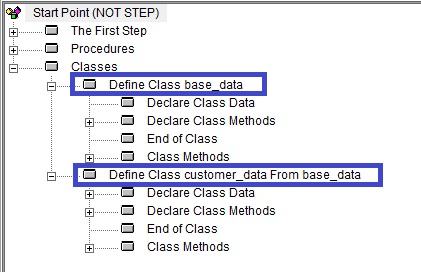 Start Point (NOT STEP)
The First Step
Procedures
Classes
Define Class base_data
Declare Class Data
Declare Class Methods
End of Class
Class Methods
Define Class customer_data From base_data
Declare Class Data
Declare Class Methods
End of Class
Class Methods